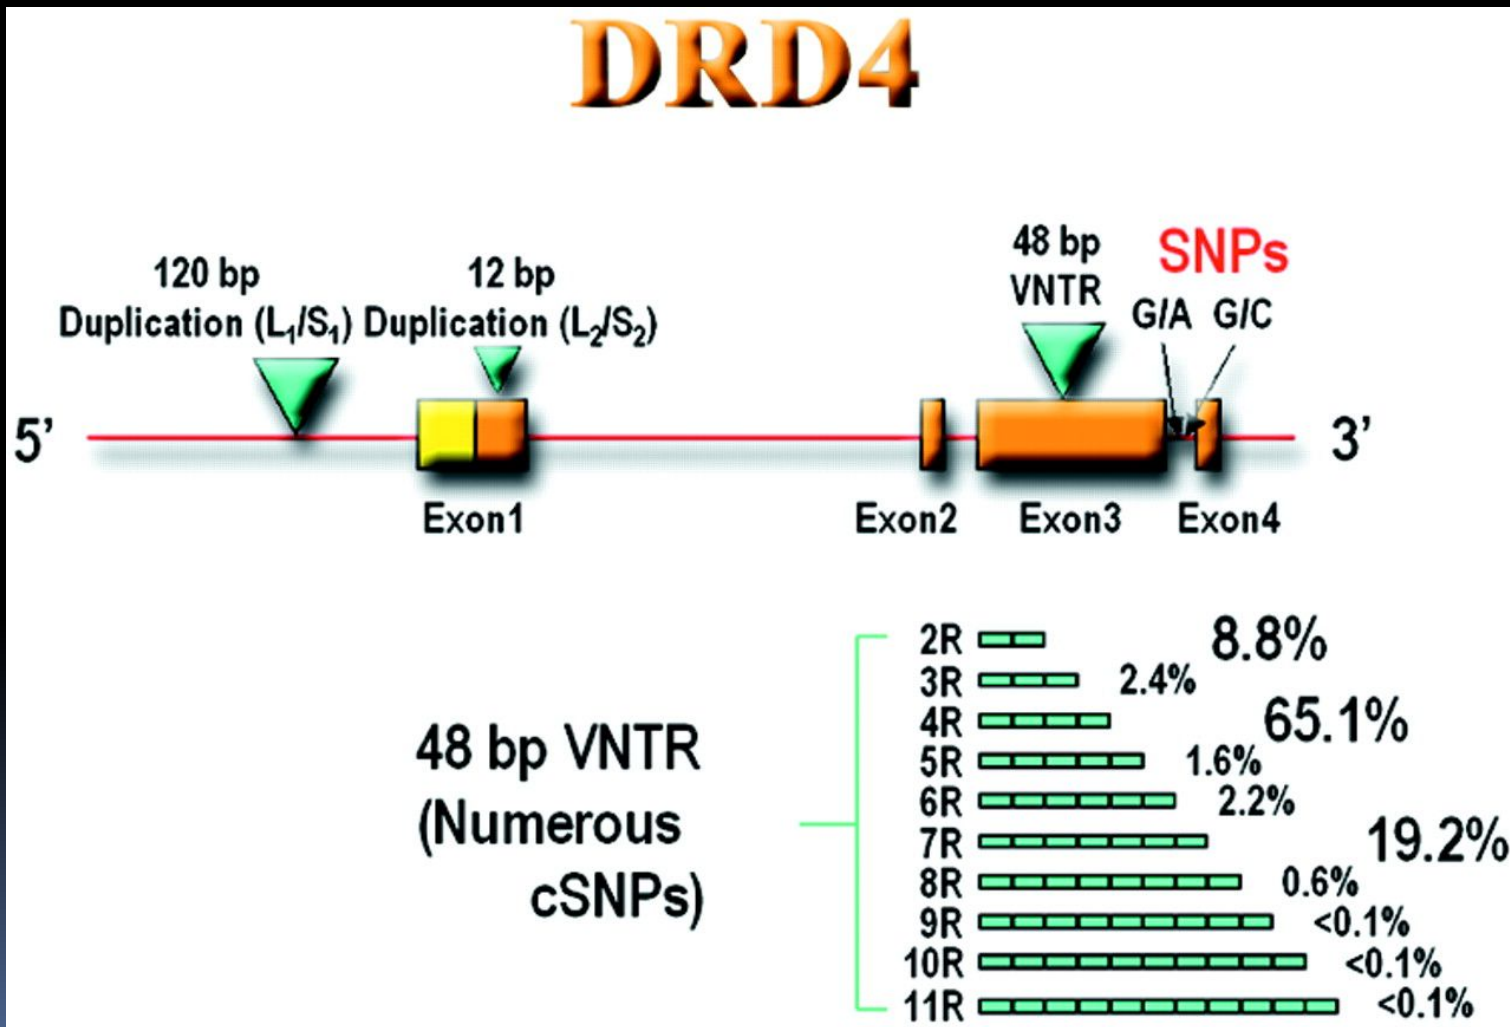 DRD4
120 bp
Duplication (L₁/S₁)
12 bp
Duplication (L₂/S₂)
48 bp
VNTR
SNPs
G/A G/C
5’
3’
Exon1
Exon2
Exon3
Exon4
48 bp VNTR
(Numerous
cSNPs)
2R 8.8%
3R 2.4%
4R 65.1%
5R 1.6%
6R 2.2%
7R 19.2%
8R 0.6%
9R <0.1%
10R <0.1%
11R <0.1%